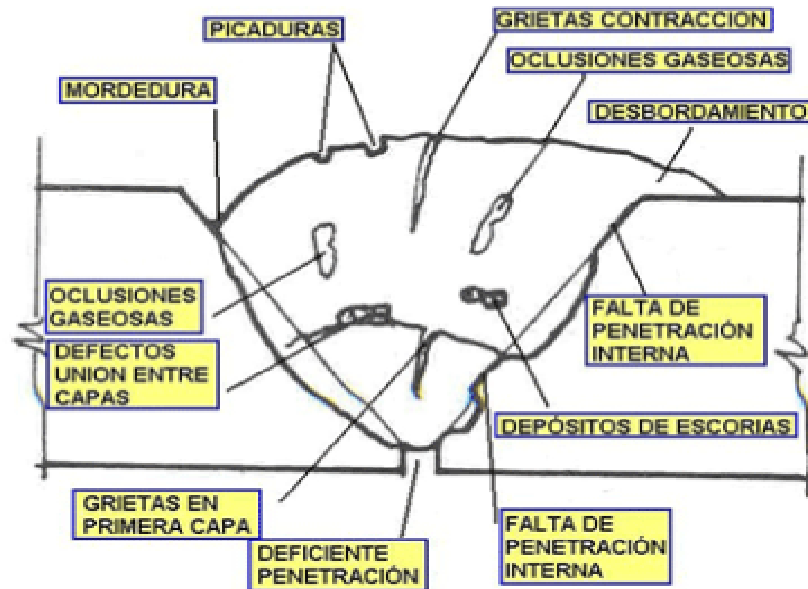 GRIETAS CONTRACCION
PICADURAS
OCLUSIONES GASEOSAS
MORDEDURA
DESBORDAMIENTO
OCLUSIONES
GASEOSAS
FALTA DE
PENETRACIÓN
INTERNA
DEFECTOS
UNION ENTRE
CAPAS
DEPÓSITOS DE ESCORIAS
GRIETAS EN
PRIMERA CAPA
FALTA DE
PENETRACIÓN
INTERNA
DEFICIENTE
PENETRACIÓN